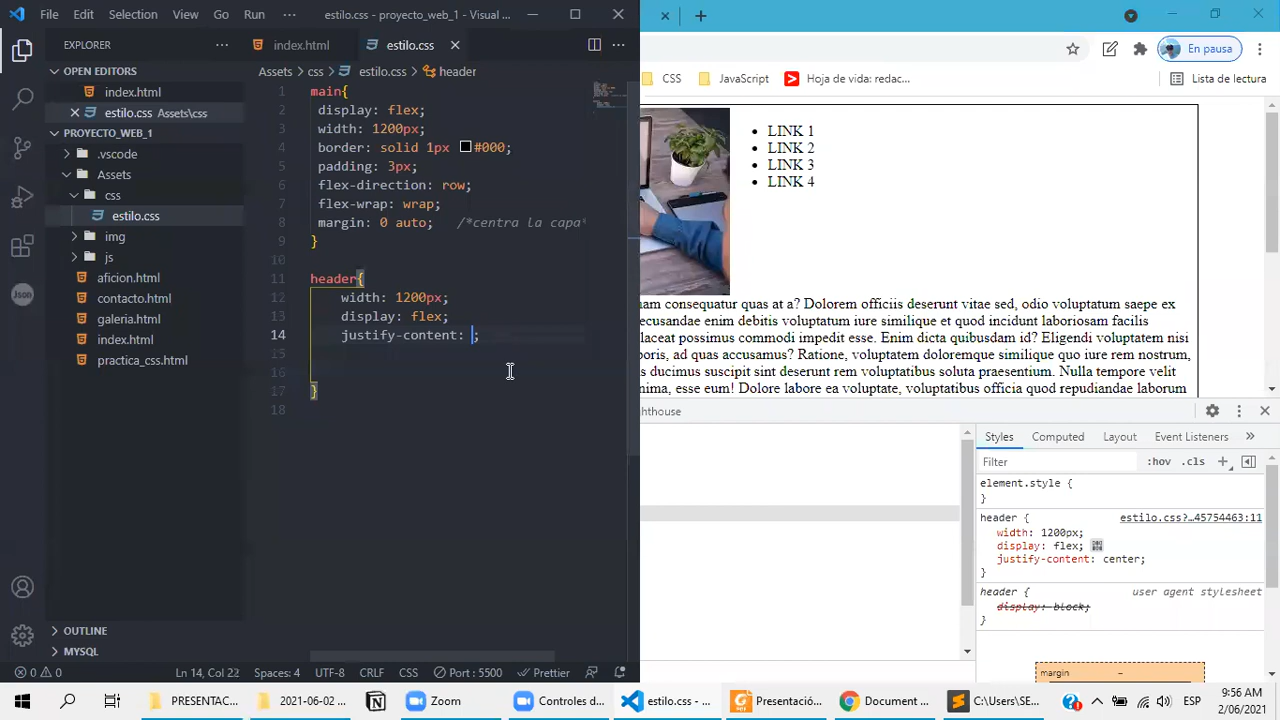 File Edit Selection View Go Run ... estilo.css - proyecto_web_1 - Visual ...
EXPLORER
OPEN EDITORS
index.html
estilo.css Assets\css
PROYECTO_WEB_1
.vscode
Assets
css
estilo.css
img
js
aficion.html
contacto.html
galeria.html
index.html
practica_css.html
OUTLINE
MYSQL
Json
index.html estilo.css
Assets > css > estilo.css > header
1 main{
2 display: flex;
3 width: 1200px;
4 border: solid 1px #000;
5 padding: 3px;
6 flex-direction: row;
7 flex-wrap: wrap;
8 margin: 0 auto; /*centra la capa*
9 }
10
11 header{
12 width: 1200px;
13 display: flex;
14 justify-content: ;
15
16
17 }
18
0 0 Ln 14, Col 22 Spaces: 4 UTF-8 CRLF CSS Port : 5500 Prettier
En pausa
CSS JavaScript Hoja de vida: redac... Lista de lectura
• LINK 1
• LINK 2
• LINK 3
• LINK 4
am consequatur quas at a? Dolorem officiis deserunt vitae sed, odio voluptatum saepe ex
cusandae enim debitis voluptatum iure similique et quod incidunt laboriosam facilis
possimus commodi impedit esse. Enim dicta quibusdam id? Eligendi
oris, ad quas accusamus? Ratione, voluptatem doloremque similique quo iure rem nostrum,
is ducimus suscipit sint deserunt rem voluptatibus soluta praesentium. Nulla tempore velit
nima, esse eum! Dolore labore ea voluptate, voluptatibus officia quod repudiandae laborum
hthouse
Styles Computed Layout Event Listeners »
Filter :hov .cls +
element.style {
}
header { estilo.css?…45754463:11
width: 1200px;
display: flex;
justify-content: center;
}
header { user agent stylesheet
display: block;
}
margin –
PRESENTAC... 2021-06-02 ... Zoom Controles d... estilo.css - p... Presentació... Document ... C:\Users\SE... ESP 9:56 AM
2/06/2021